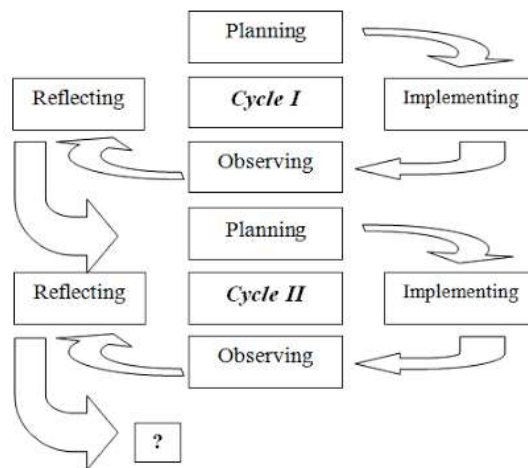 Planning
Reflecting
Cycle I
Implementing
Observing
Planning
Reflecting
Cycle II
Implementing
Observing
?